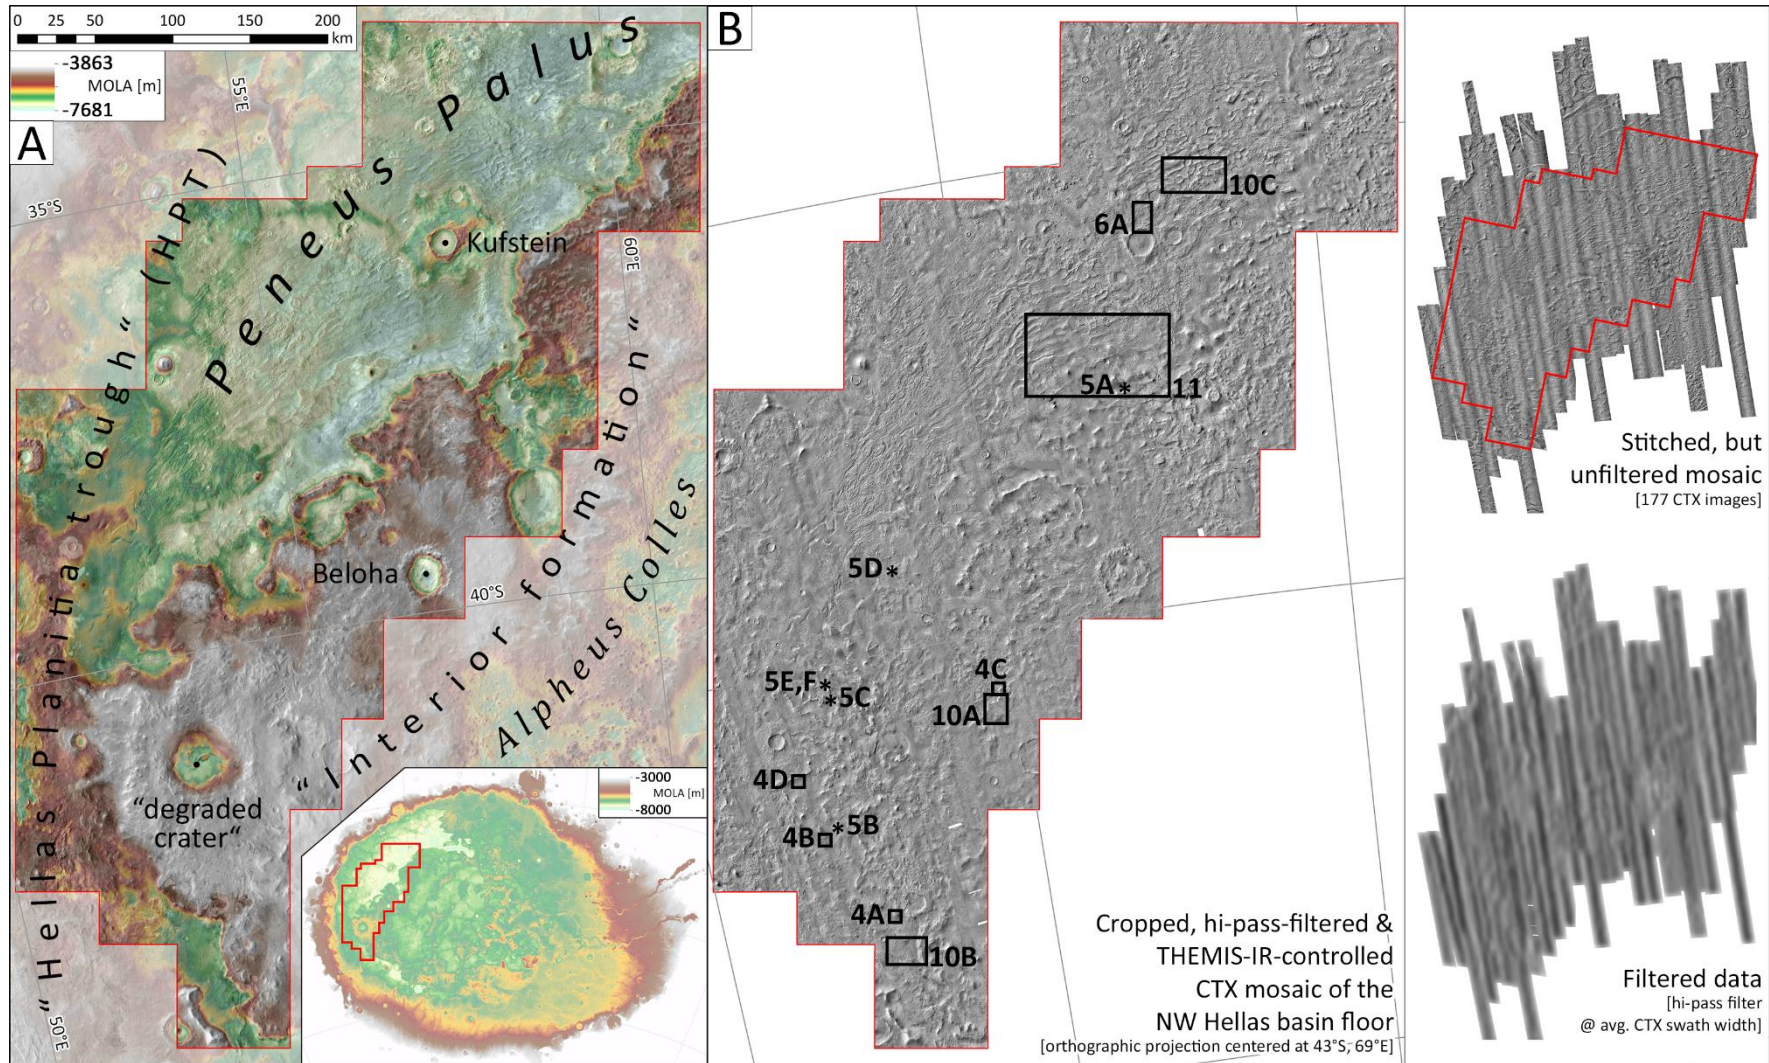 0 25 50 100 150 200
km
-3863
MOLA [m]
-7681
A
55°E
35°S
60°E
40°S
50°E
Peneus Palus
“Hellas Planitia trough“ (HPT)
Kufstein
Beloha
“Interior formation“
Alpheus Colles
“degraded
crater“
-3000
MOLA [m]
-8000
B
10C
6A
5A*
11
5D*
4C
5E,F*
*5C
10A
4D
*5B
4B
4A
10B
Cropped, hi-pass-filtered &
THEMIS-IR-controlled
CTX mosaic of the
NW Hellas basin floor
[orthographic projection centered at 43°S, 69°E]
Stitched, but
unfiltered mosaic
[177 CTX images]
Filtered data
[hi-pass filter
@ avg. CTX swath width]